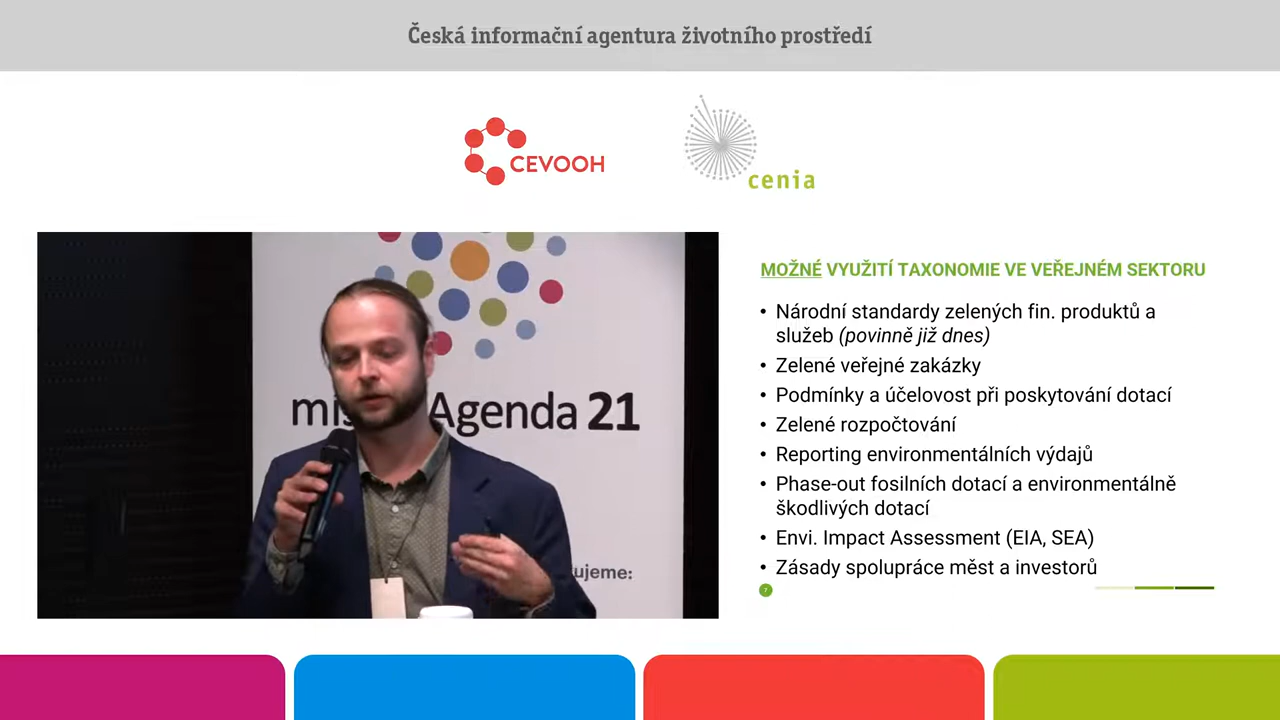 Česká informační agentura životního prostředí
CEVOOH
cenia
Agenda 21
ujeme:
MOŽNÉ VYUŽITÍ TAXONOMIE VE VEŘEJNÉM SEKTORU
• Národní standardy zelených fin. produktů a
služeb (povinně již dnes)
• Zelené veřejné zakázky
• Podmínky a účelovost při poskytování dotací
• Zelené rozpočtování
• Reporting environmentálních výdajů
• Phase-out fosilních dotací a environmentálně
škodlivých dotací
• Envi. Impact Assessment (EIA, SEA)
• Zásady spolupráce měst a investorů
7